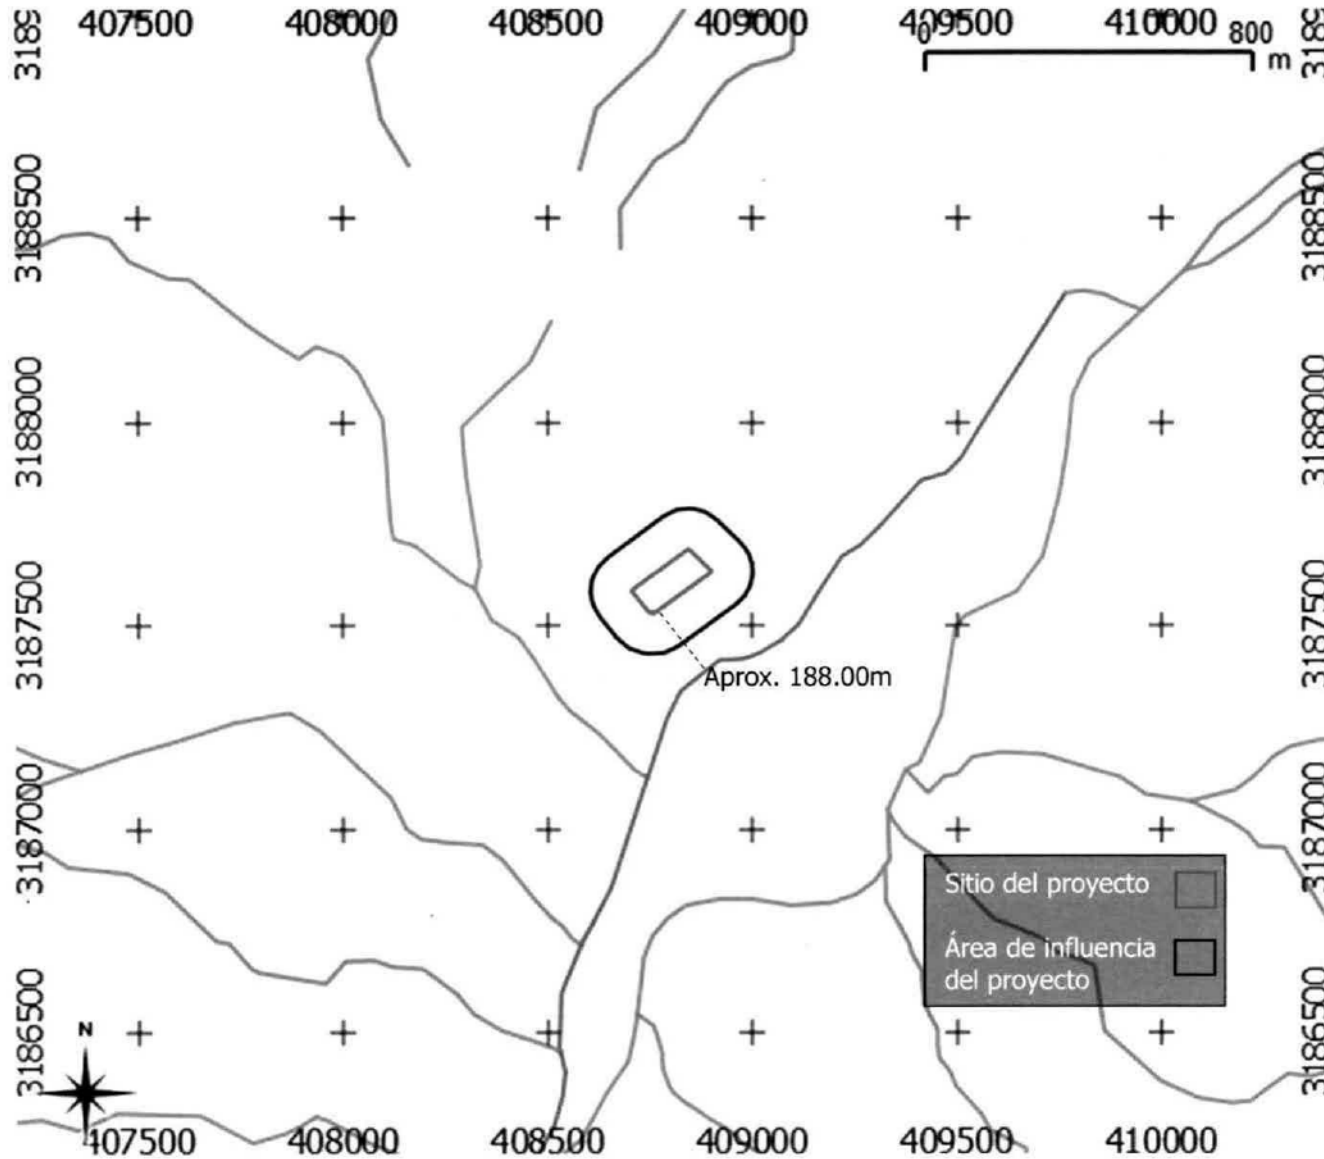 407500 408000 408500 409000 409500 410000
0 800
m
3188500 3188500
3188000 3188000
3187500 3187500
Aprox. 188.00m
3187000 3187000
Sitio del proyecto
Área de influencia
del proyecto
3186500 3186500
N
407500 408000 408500 409000 409500 410000